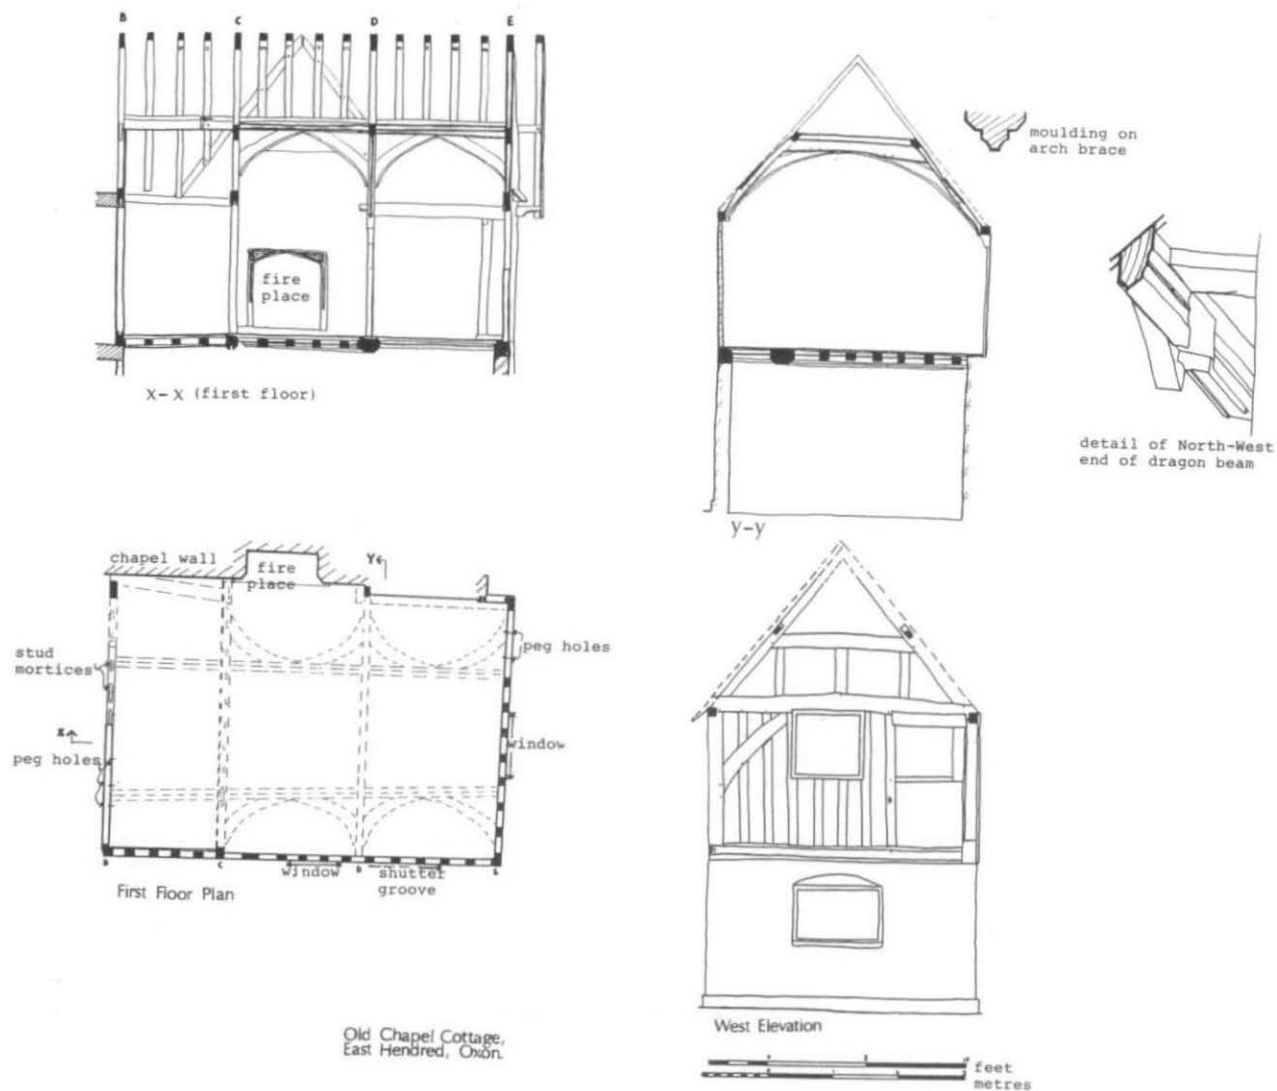 B C D E
fire
place
X-X (first floor)
moulding on
arch brace
detail of North-West
end of dragon beam
y-y
chapel wall
fire
place
Y
stud
mortices
peg holes
X
peg holes
window
B C D E
window
shutter
groove
First Floor Plan
West Elevation
Old Chapel Cottage,
East Hendred, Oxon.
feet
metres